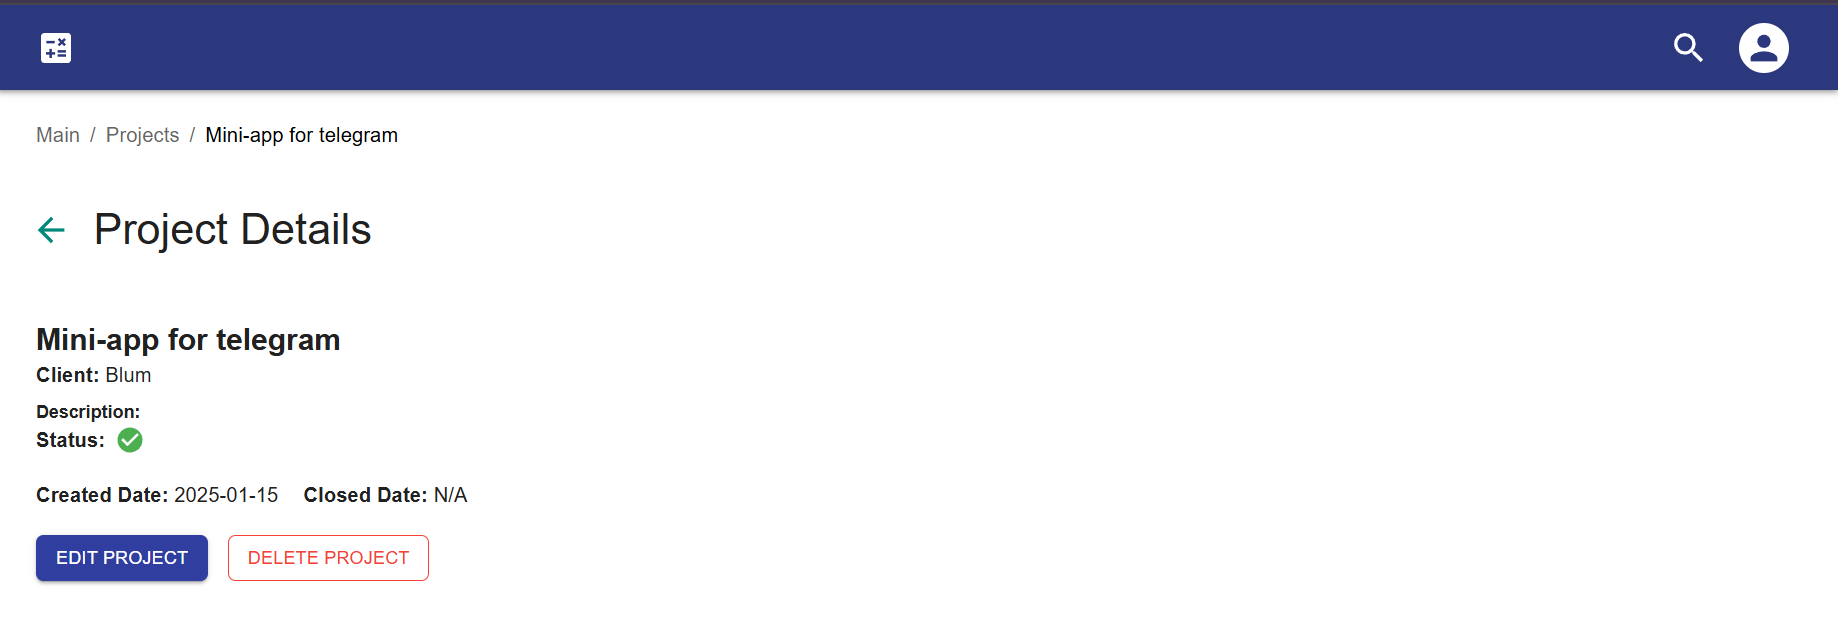 Main / Projects / Mini-app for telegram
Project Details
Mini-app for telegram
Client: Blum
Description:
Status:
Created Date: 2025-01-15 Closed Date: N/A
EDIT PROJECT DELETE PROJECT